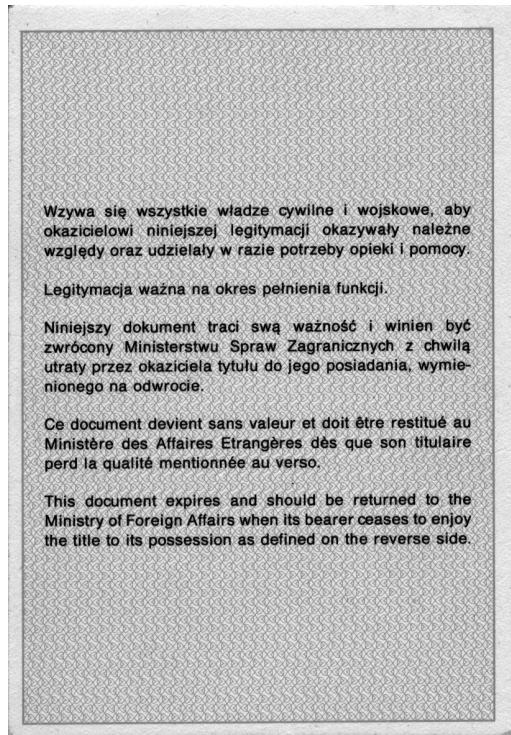 Wzywa się wszystkie władze cywilne i wojskowe, aby
okazicielowi niniejszej legitymacji okazywały należne
względy oraz udzielały w razie potrzeby opieki i pomocy.
Legitymacja ważna na okres pełnienia funkcji.
Niniejszy dokument traci swą ważność i winien być
zwrócony Ministerstwu Spraw Zagranicznych z chwilą
utraty przez okaziciela tytułu do jego posiadania, wymie-
nionego na odwrocie.
Ce document devient sans valeur et doit être restitué au
Ministère des Affaires Etrangères dès que son titulaire
perd la qualité mentionnée au verso.
This document expires and should be returned to the
Ministry of Foreign Affairs when its bearer ceases to enjoy
the title to its possession as defined on the reverse side.